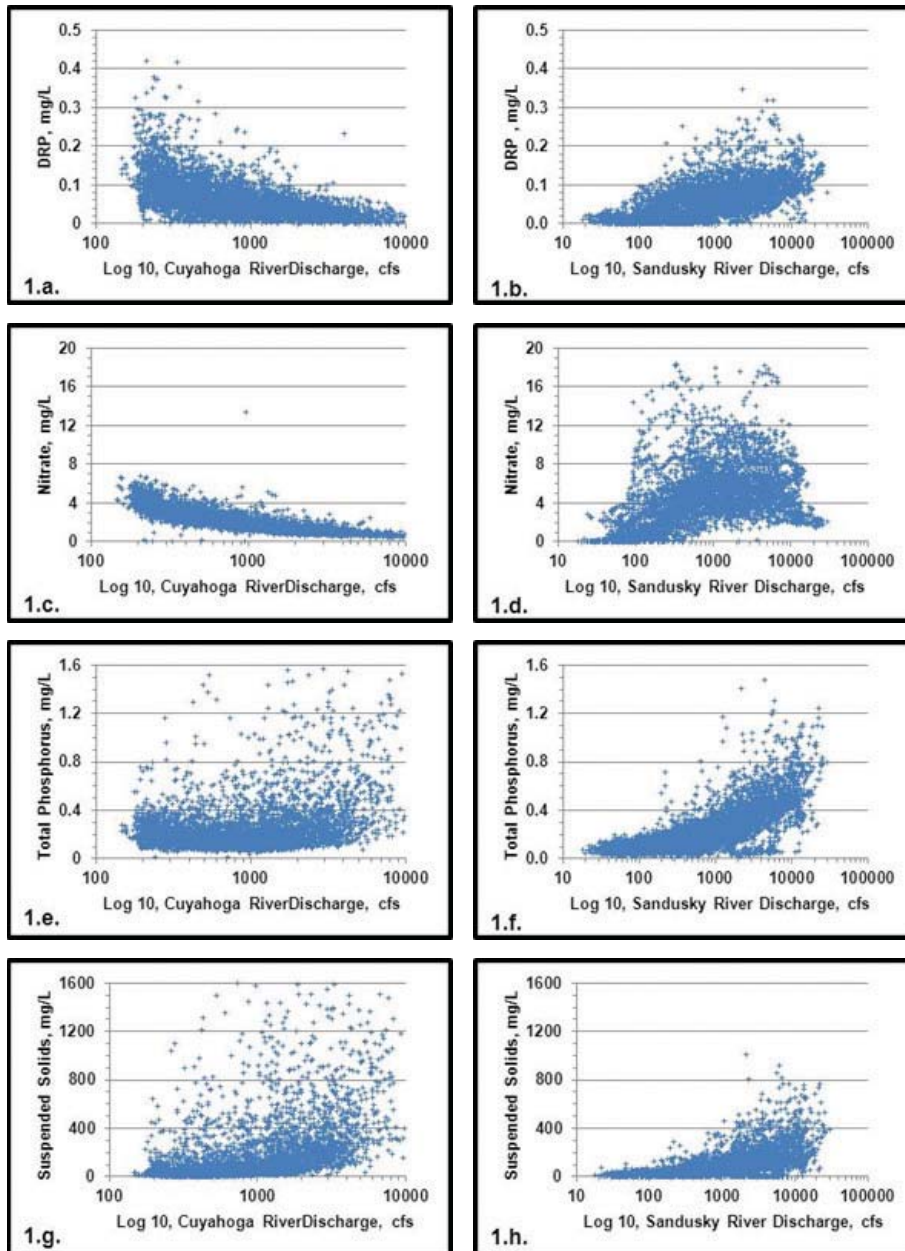 0.5
0.4
0.3
0.2
0.1
0
DRP, mg/L
100 1000 10000
Log 10, Cuyahoga RiverDischarge, cfs
1.a.
0.5
0.4
0.3
0.2
0.1
0.0
DRP , mg/L
10 100 1000 10000 100000
Log 10, Sandusky River Discharge, cfs
1.b.
20
16
12
8
4
0
Nitrate, mg/L
100 1000 10000
Log 10, Cuyahoga RiverDischarge, cfs
1.c.
20
16
12
8
4
0
Nitrate, mg/L
10 100 1000 10000 100000
Log 10, Sandusky River Discharge, cfs
1.d.
1.6
1.2
0.8
0.4
0
Total Phosphorus, mg/L
100 1000 10000
Log 10, Cuyahoga RiverDischarge, cfs
1.e.
1.6
1.2
0.8
0.4
0.0
Total Phosphorus, mg/L
10 100 1000 10000 100000
Log 10, Sandusky River Discharge, cfs
1.f.
1600
1200
800
400
0
Suspended Solids, mg/L
100 1000 10000
Log 10, Cuyahoga RiverDischarge, cfs
1.g.
1600
1200
800
400
0
Suspended Solids, mg/L
10 100 1000 10000 100000
Log 10, Sandusky River Discharge, cfs
1.h.